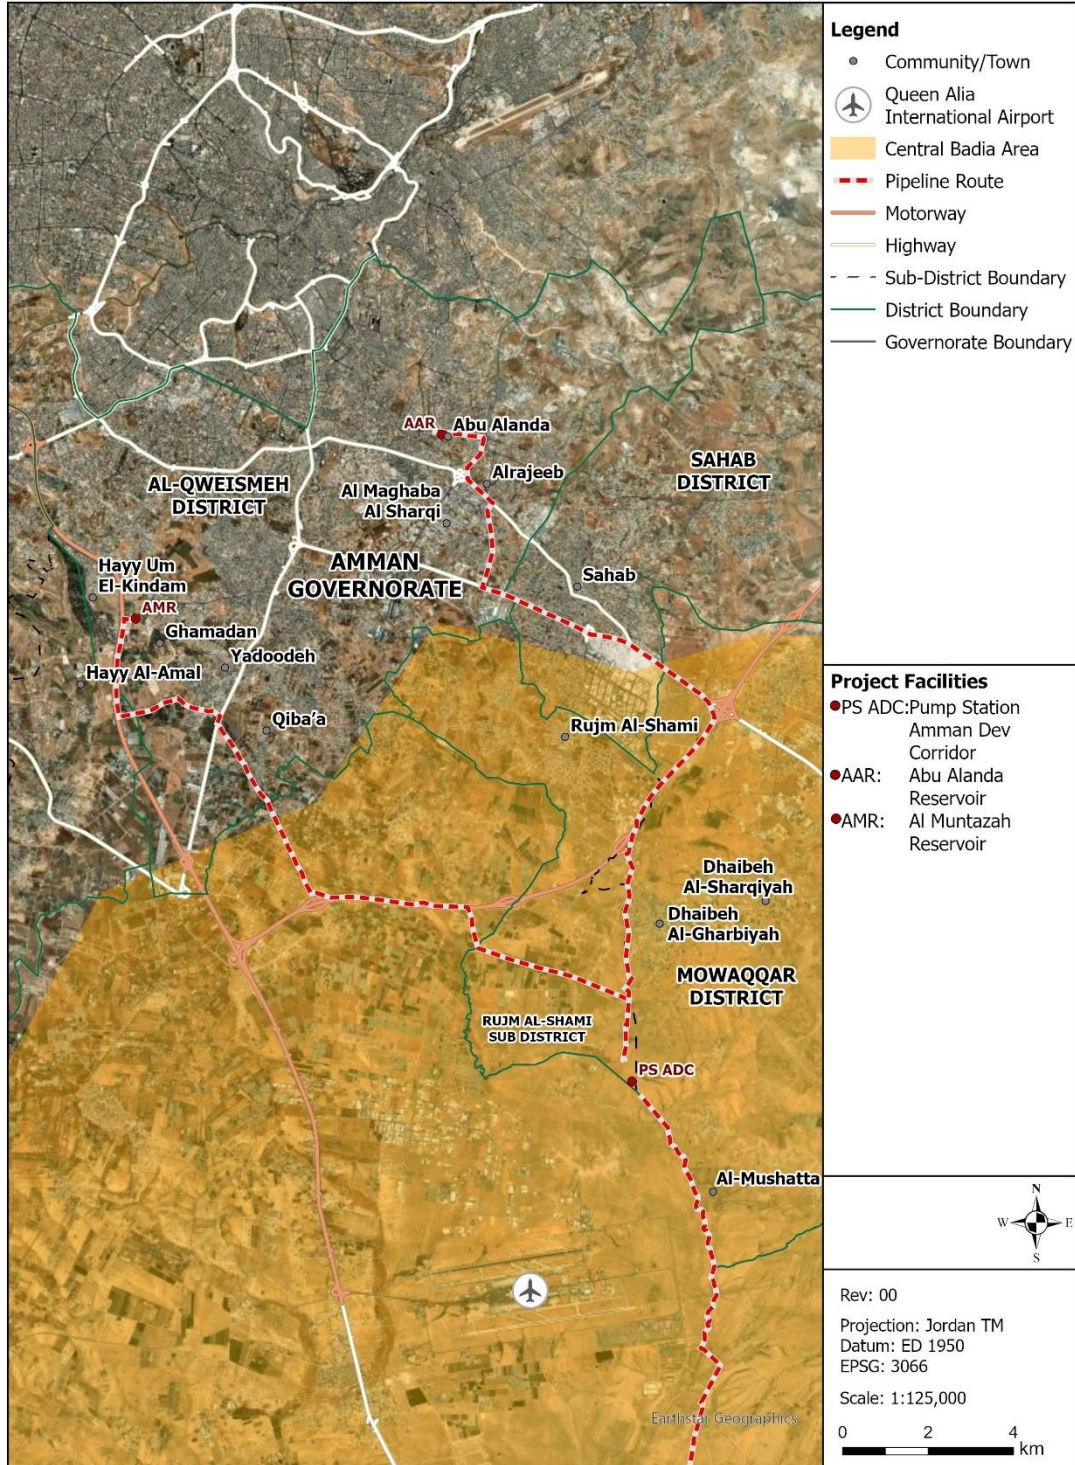 AAR
Abu Alanda
SAHAB
DISTRICT
Alrajeeb
AL-QWEISMEH
DISTRICT
Al Maghaba
Al Sharqi
AMMAN
GOVERNORATE
Hayy Um
El-Kindam
Sahab
AMR
Ghamadan
Yadoodeh
Hayy Al-Amal
Qiba'a
Rujm Al-Shami
Dhaibeh
Al-Sharqiyah
Dhaibeh
Al-Gharbiyah
MOWAQQAR
DISTRICT
RUJM AL-SHAMI
SUB DISTRICT
PS ADC
Al-Mushatta
Earthstar Geographics
Legend
Community/Town
Queen Alia
International Airport
Central Badia Area
Pipeline Route
Motorway
Highway
Sub-District Boundary
District Boundary
Governorate Boundary
Project Facilities
PS ADC:Pump Station
Amman Dev
Corridor
AAR: Abu Alanda
Reservoir
AMR: Al Muntazah
Reservoir
N
W E
S
Rev: 00
Projection: Jordan TM
Datum: ED 1950
EPSG: 3066
Scale: 1:125,000
0 2 4
km